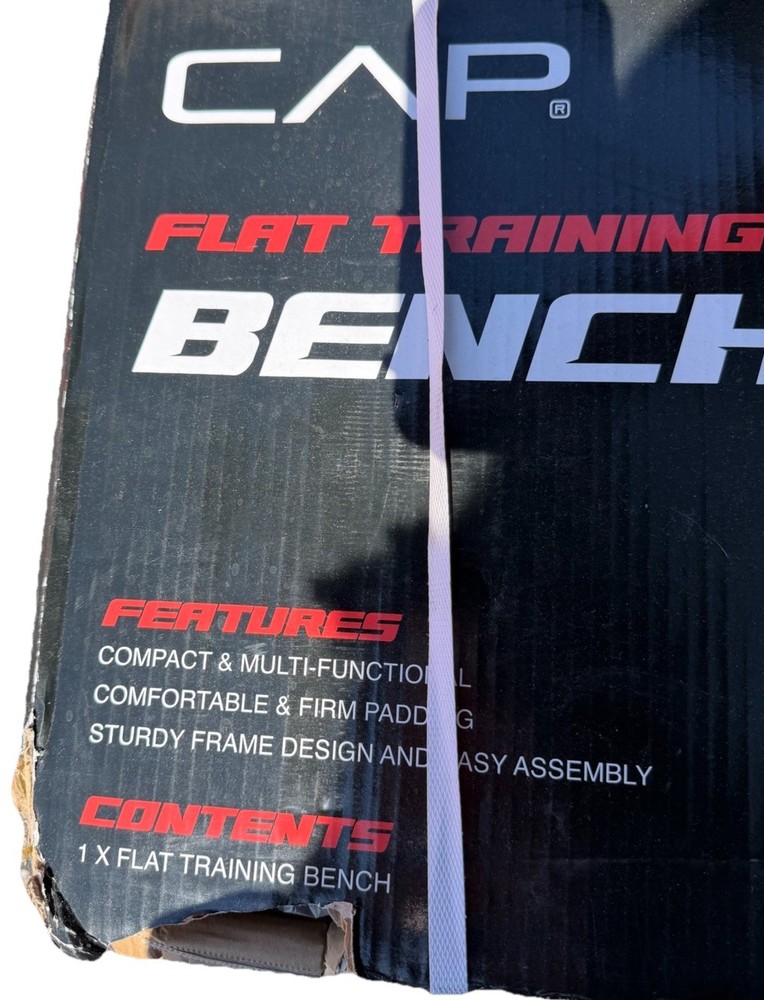 CAP®
FLAT TRAINING
BENCH
FEATURES
COMPACT & MULTI-FUNCTIONAL
COMFORTABLE & FIRM PADDING
STURDY FRAME DESIGN AND EASY ASSEMBLY
CONTENTS
1 X FLAT TRAINING BENCH